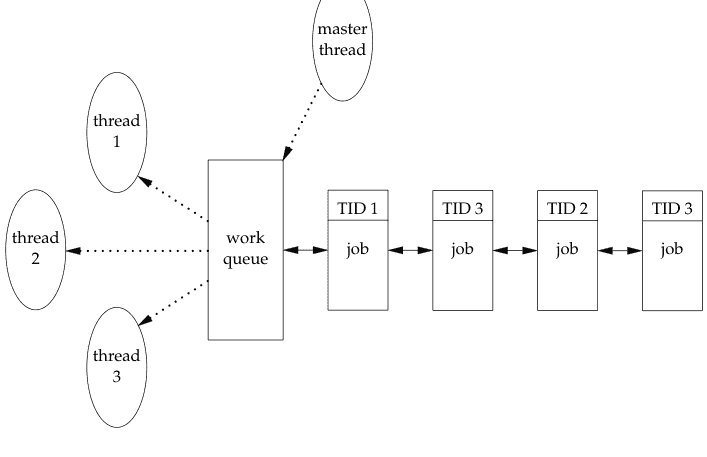 master
thread
thread
1
thread
2
thread
3
work
queue
TID 1
job
TID 3
job
TID 2
job
TID 3
job